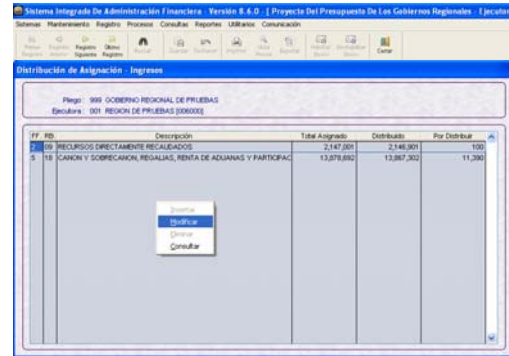 Sistema Integrado De Administración Financiera - Versión 8.6.0 - [ Proyecto Del Presupuesto De Los Gobiernos Regionales - Ejecutor
Sistemas Mantenimiento Registro Procesos Consultas Reportes Utilitarios Comunicación
Registro Siguiente
Último Registro
Cerrar
Distribución de Asignación - Ingresos
Pliego : 999 GOBIERNO REGIONAL DE PRUEBAS
Ejecutora : 001 REGION DE PRUEBAS [006000]
FF RB Descripción Total Asignado Distribuido Por Distribuir
2 09 RECURSOS DIRECTAMENTE RECAUDADOS 2,147,001 2,146,901 100
5 18 CANON Y SOBRECANON, REGALIAS, RENTA DE ADUANAS Y PARTICIPAC 13,878,692 13,867,302 11,390
Insertar
Modificar
Eliminar
Consultar